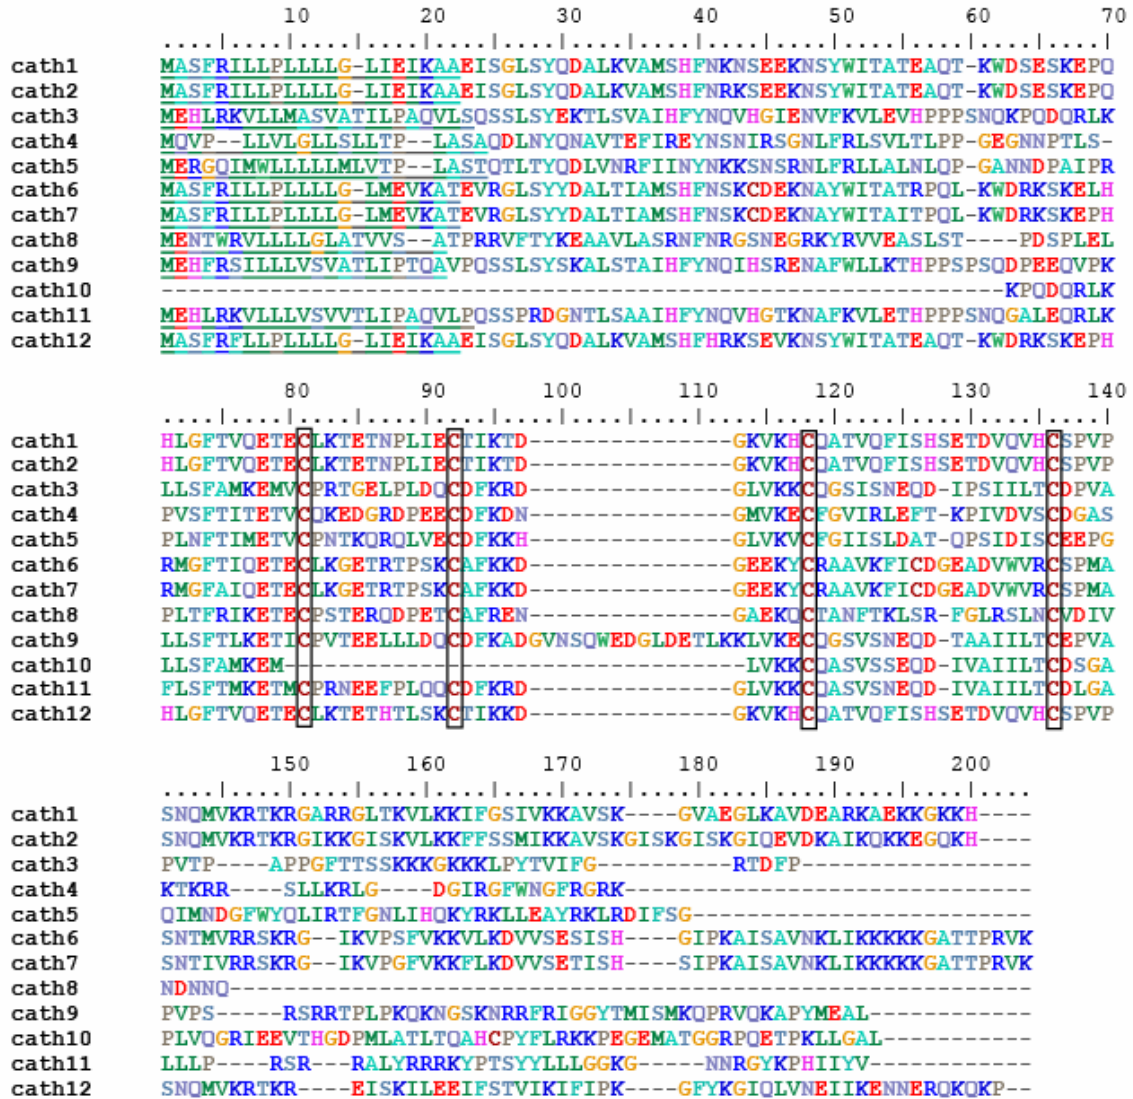 10 20 30 40 50 60 70
....|....|....|....|....|....|....|....|....|....|....|....|....|....|
cath1 MASFRILLPLLLLG-LIEIKAAEISGLSYQDALKVAMSHFNKNSEEKNSYWITATEAQT-KWDSESKEPQ
cath2 MASFRILLPLLLLG-LIEIKAAEISGLSYQDALKVAMSHFNRKSEEKNSYWITSTEAQT-KWDSESKEPQ
cath3 MEHLRKVLLMASVATILPAQVLSQSSSLSYEKTLSVAIHFYNQVHGIENVFKVLEVHPPPSNQKPQDQRLK
cath4 MQVP--LLVLGLLSLLTP--LASAQDLNYQNAVTEFIREYNSNIRSGNLFRLSVLTLPP-GEGNNPTLS-
cath5 MERGQIMWLLLLLMLVTP--LASTQTLTYQDLVNRFIINYNKKSNSRNLFRLLALNLQP-GANNDPAIPR
cath6 MASFRILLPLLLLG-LMEVKATEVRGLSYYDALTIAMSHFNSKCDEKNAYWITATRPQL-KWDRKSKELH
cath7 MASFRILLPLLLLG-LMEVKATEVRGLSYYDALTIAMSHFNSKCDEKNAYWITAITPQL-KWDRKSKEPH
cath8 MENTWRVLLLLGLATVVS--ATPRRVFTYKEAAVLASRNFNRGSNEGRKYRVVEASLST----PDSPLEL
cath9 MEHFRSILLLVSVATLIPTQAVPQSSSLSYSKALSTAIHFYNQIHSRENAFWLLKTHPPSPSQDPEEQVPK
cath10 --------------------------------------------------------------KPQDQRLK
cath11 MEHLRKVLLLVSVVTLIPAQVLPQSSPRDGNTLSAAIHFYNQVHGTKNAFKVLETHPPPSNQGALEQRLK
cath12 MASFRFLLPLLLLG-LIEIKAAEISGLSYQDALKVAMSHFHRKSEVKNSYWITATEAQT-KWDRKSKEPH
80 90 100 110 120 130 140
....|....|....|....|....|....|....|....|....|....|....|....|....|....|
cath1 HLGFTVQETECLKTETNPLIECTIKTD---------------GKVKHCQATVQFISHSETDVQVHCSPVP
cath2 HLGFTVQETECLKTETNPLIECTIKTD---------------GKVKHCQATVQFISHSETDVQVHCSPVP
cath3 LLSFAMKEMVCPRTGELPLDQCDFKRD---------------GLVKKCQGSISNEQD-IPSIILTCDPVA
cath4 PVSFTITETVCQKEDGRDPEECDFKDN---------------GMVKECFGVIRLEFT-KPIVDVSCDGAS
cath5 PLNFTIMETVCPNTKQRQLVECDFKKH---------------GLVKVCFGIISLDAT-QPSIDISCEEPG
cath6 RMGFTIQETECLKGETRTPSKCAFKKD---------------GEEKYCRAAVKFICDGEADVWVRCSPMA
cath7 RMGFAIQETECLKGETRTPSKCAFKKD---------------GEEKYCRAAVKFICDGEADVWVRCSPMA
cath8 PLTFRIKETECPSTERQDPETCAFREN---------------GAEKQCTANFTKLSR-FGLRSLNCVDIV
cath9 LLSFTLKETICPVTEELLLDQCDFKADGVNSQWEDGLDETLKKLVKECQGSVSNEQD-TAAIILTCEPVA
cath10 LLSFAMKEM----------------------------------LVKKCQASVSSEQD-IVAIILTCDSGA
cath11 FLSFTMKETMCPRNEEFPLQQCDFKRD---------------GLVKKCQASVSNEQD-IVAIILTCDLGA
cath12 HLGFTVQETECLKTETHTLSKCTIKKD---------------GKVKHCQATVQFISHSETDVQVHCSPVP
150 160 170 180 190 200
....|....|....|....|....|....|....|....|....|....|....|....|....
cath1 SNQMVKRTKRGARRGLTKVLKKIFGSIVKKAVSK----GVAEGLKAVDEARKAEKKGKKH----
cath2 SNQMVKRTKRGIKKGISKVLKKFFSSMIKKAVSKGISKGISKGIQEVDKAIKQKKEGQKH----
cath3 PVTP----APPGFTTSSKKKGKKKLPYTVIFG----------RTDFP-----------------
cath4 KTKRR----SLLKRLG----DGIRGFWNGFRGRK------------------------------
cath5 QIMNDGFWYQLIRTFGNLIHQKYRKLLEAYRKLRDIFSG-------------------------
cath6 SNTMVRRSKRG--IKVPSFVKKVLKDVVSESISH----GIPKAISAVNKLIKKKKKGATTPRVK
cath7 SNTIVRRSKRG--IKVPGFVKKFLKDVVSETISH----SIPKAISAVNKLIKKKKKGATTPRVK
cath8 NDNNQ-----------------------------------------------------------
cath9 PVPS-----RSRRTPLPKQKNGSKNRRFRIGGYTMISMKQPRVQKAPYMEAL------------
cath10 PLVQGRIEEVTHGDPMLATLTQAHCPYFLRKKPEGEMATGGRPQETPKLLGAL-----------
cath11 LLLP----RSR---RALYRRRKYPTSYYLLLGGKG-----NNRGYKPHIIYV------------
cath12 SNQMVKRTKR----EISKILEEIFSTVIKIFIPK----GFYKGIQLVNEIIKENNERQKQKP--